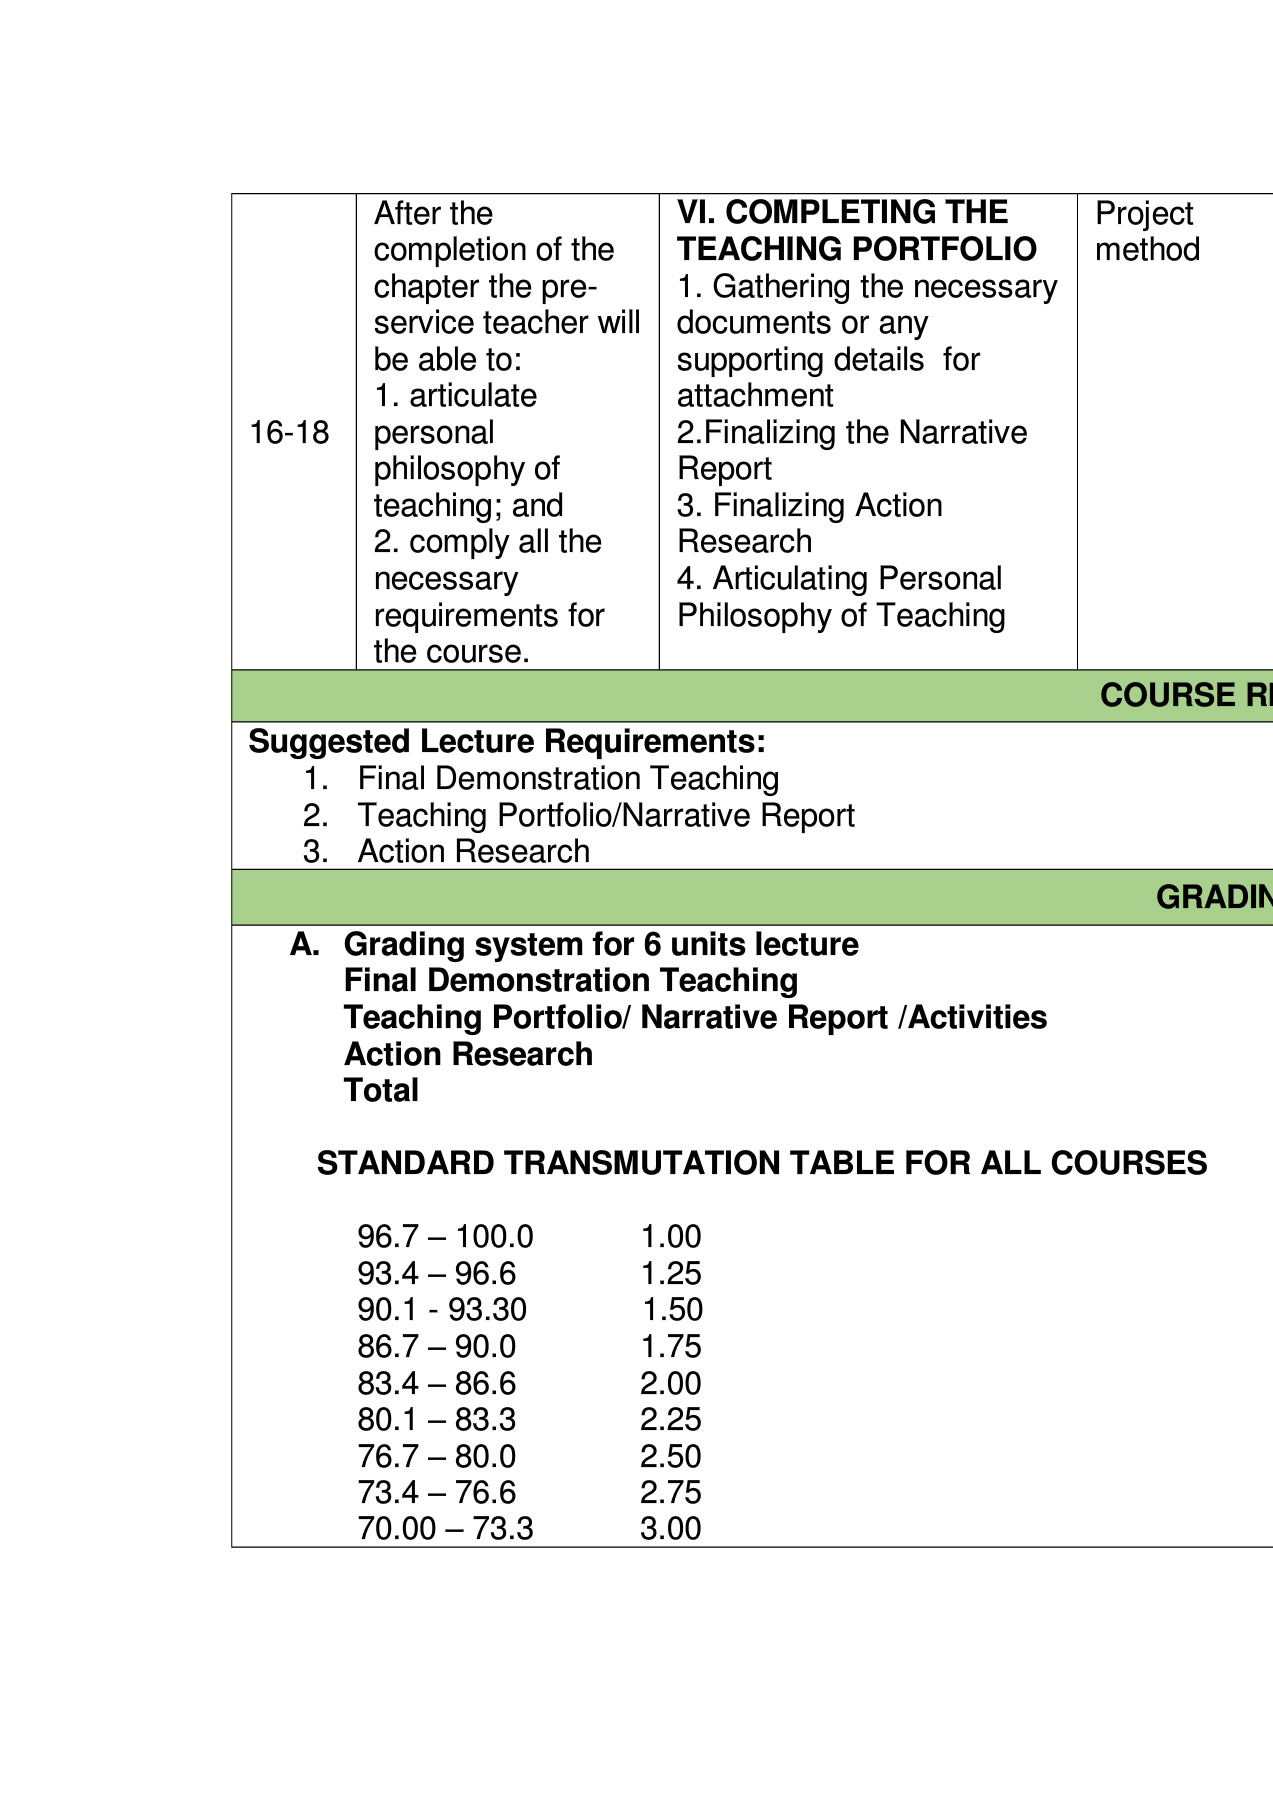 16-18
After the
completion of the
chapter the pre-
service teacher will
be able to:
1. articulate
personal
philosophy of
teaching; and
2. comply all the
necessary
requirements for
the course.
VI. COMPLETING THE
TEACHING PORTFOLIO
1. Gathering the necessary
documents or any
supporting details  for
attachment
2.Finalizing the Narrative
Report
3. Finalizing Action
Research
4. Articulating Personal
Philosophy of Teaching
Project
method
COURSE
Suggested Lecture Requirements:
1. Final Demonstration Teaching
2. Teaching Portfolio/Narrative Report
3. Action Research
A. Grading system for 6 units lecture
Final Demonstration Teaching
Teaching Portfolio/ Narrative Report /Activities
Action Research
Total
STANDARD TRANSMUTATION TABLE FOR ALL COURSES
96.7 – 100.0 1.00
93.4 – 96.6 1.25
90.1 - 93.30 1.50
86.7 – 90.0 1.75
83.4 – 86.6 2.00
80.1 – 83.3 2.25
76.7 – 80.0 2.50
73.4 – 76.6 2.75
70.00 – 73.3 3.00